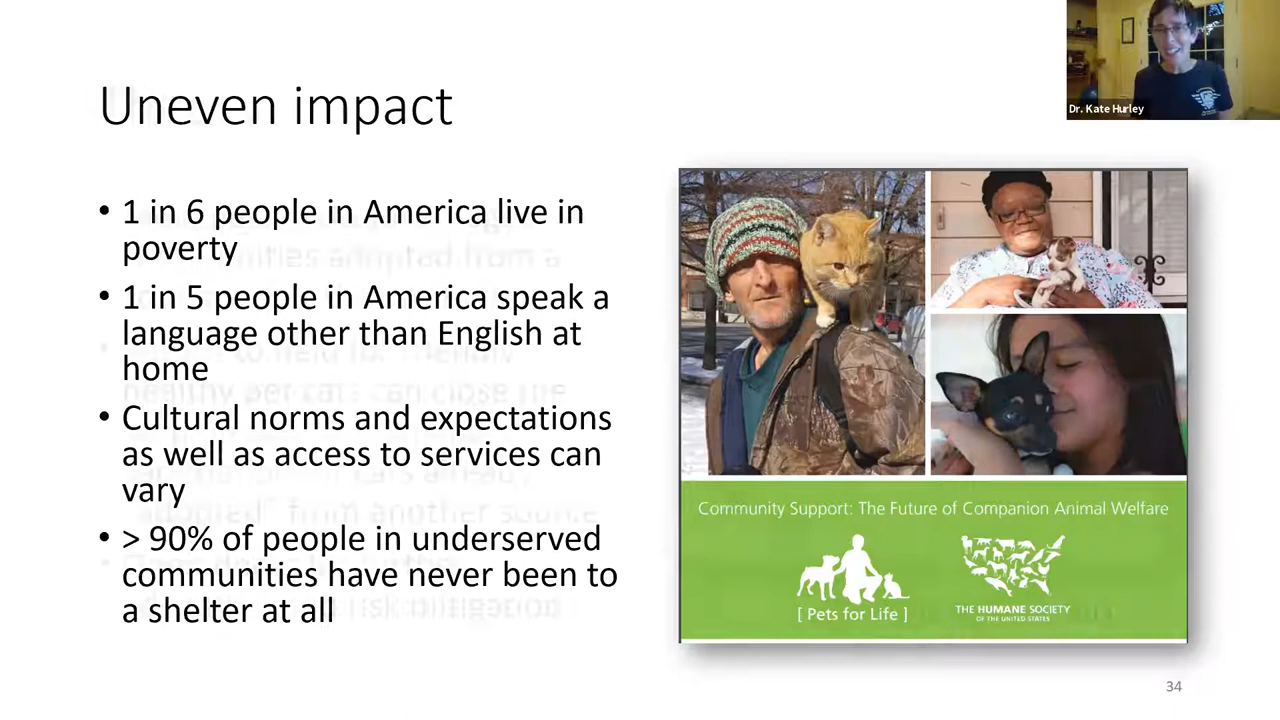 Dr. Kate Hurley
Uneven impact
• 1 in 6 people in America live in
poverty
• 1 in 5 people in America speak a
language other than English at
home
• Cultural norms and expectations
as well as access to services can
vary
• > 90% of people in underserved
communities have never been to
a shelter at all
Community Support: The Future of Companion Animal Welfare
[ Pets for Life ]
THE HUMANE SOCIETY
OF THE UNITED STATES
34